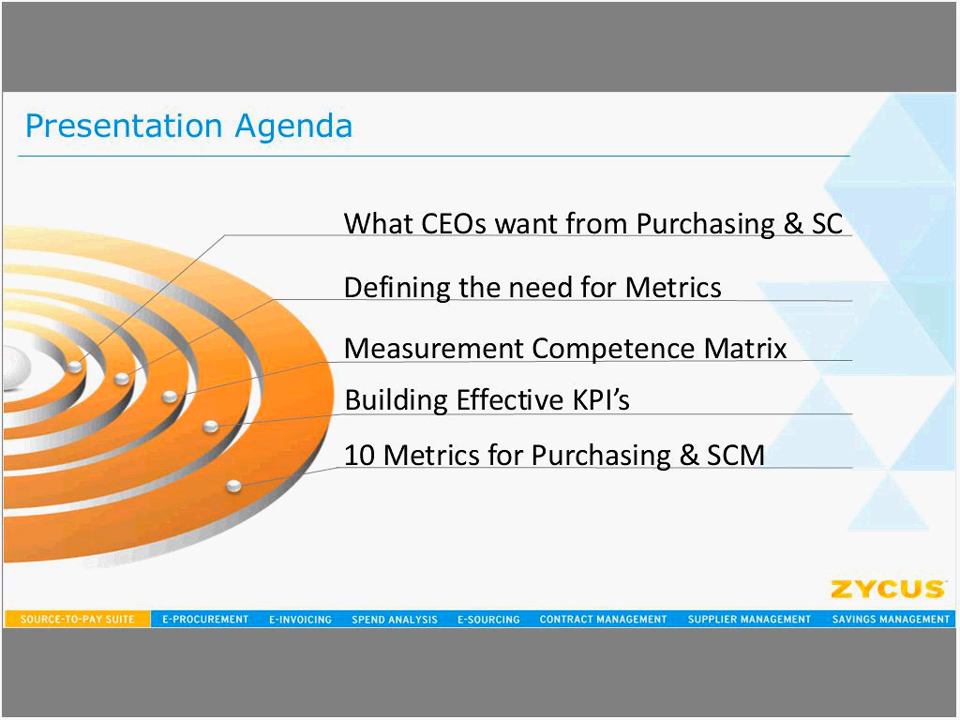 Presentation Agenda
What CEOs want from Purchasing & SC
Defining the need for Metrics
Measurement Competence Matrix
Building Effective KPI’s
10 Metrics for Purchasing & SCM
ZYCUS
SOURCE-TO-PAY SUITE E-PROCUREMENT E-INVOICING SPEND ANALYSIS E-SOURCING CONTRACT MANAGEMENT SUPPLIER MANAGEMENT SAVINGS MANAGEMENT